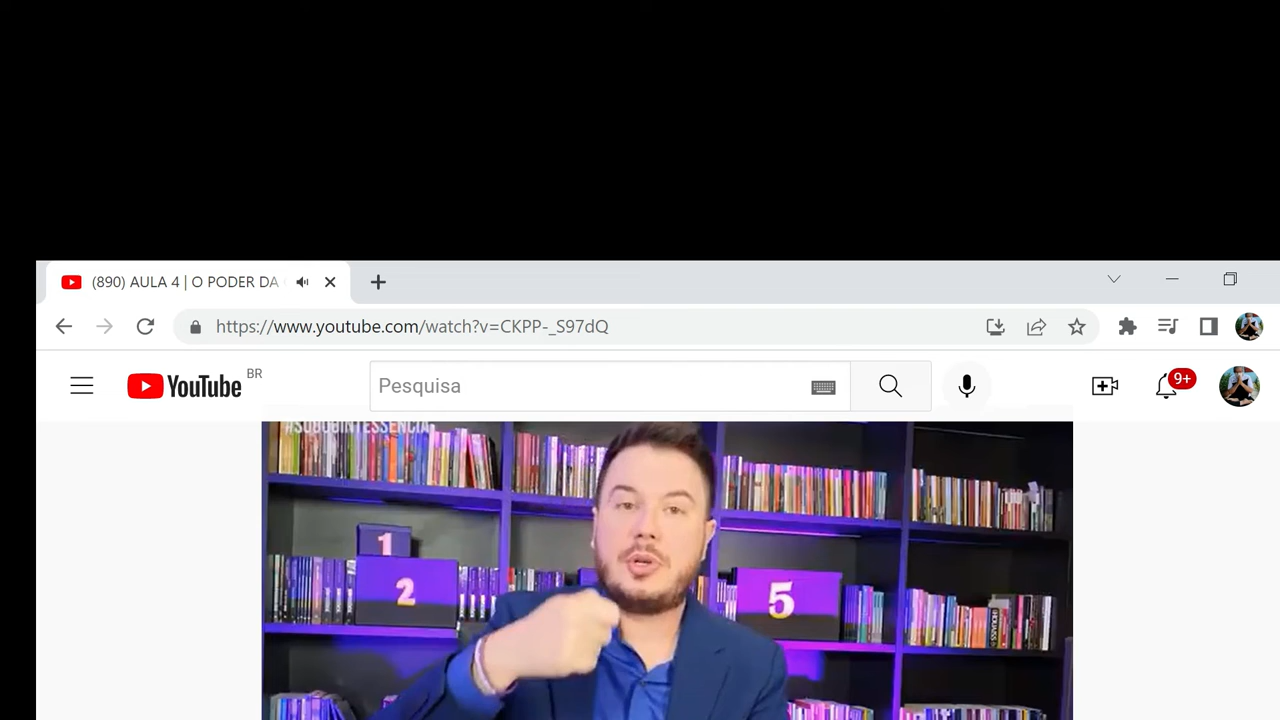 (890) AULA 4 | O PODER DA
https://www.youtube.com/watch?v=CKPP-_S97dQ
YouTube BR
Pesquisa
9+
1
2
5